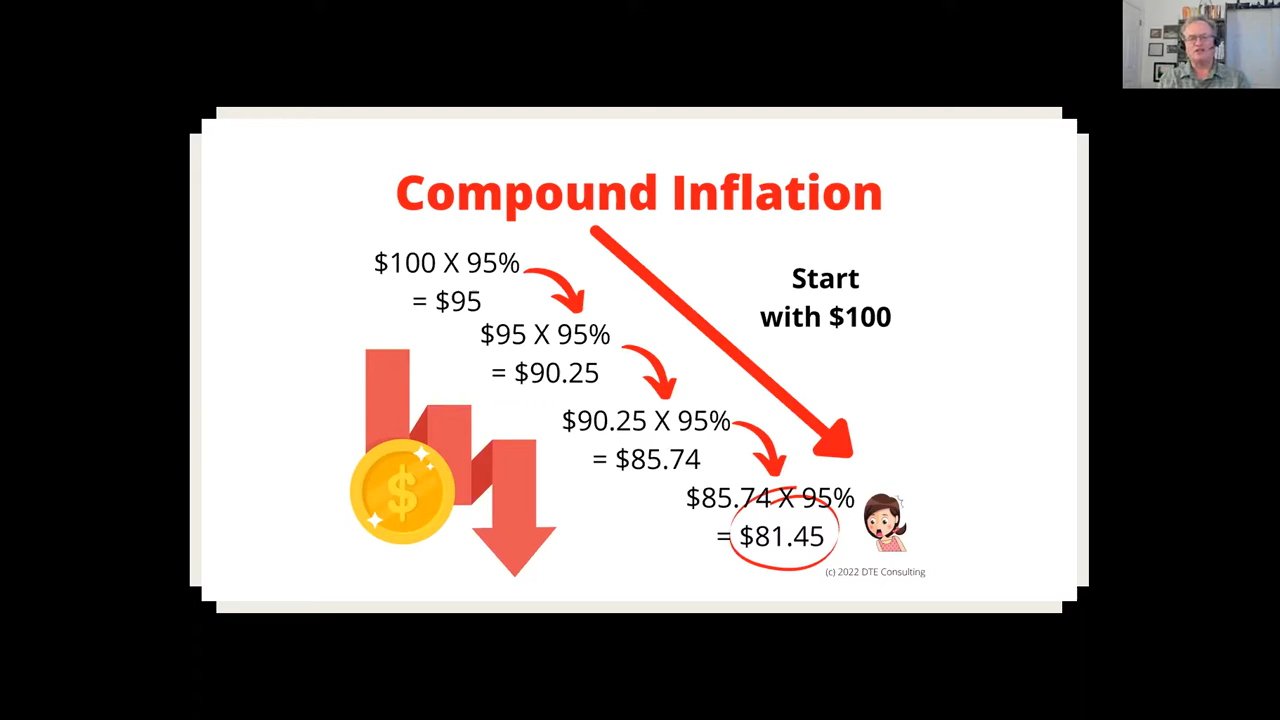 Compound Inflation
$100 X 95%
= $95
Start
with $100
$95 X 95%
= $90.25
$90.25 X 95%
= $85.74
$85.74 X 95%
= $81.45
$
(c) 2022 DTE Consulting